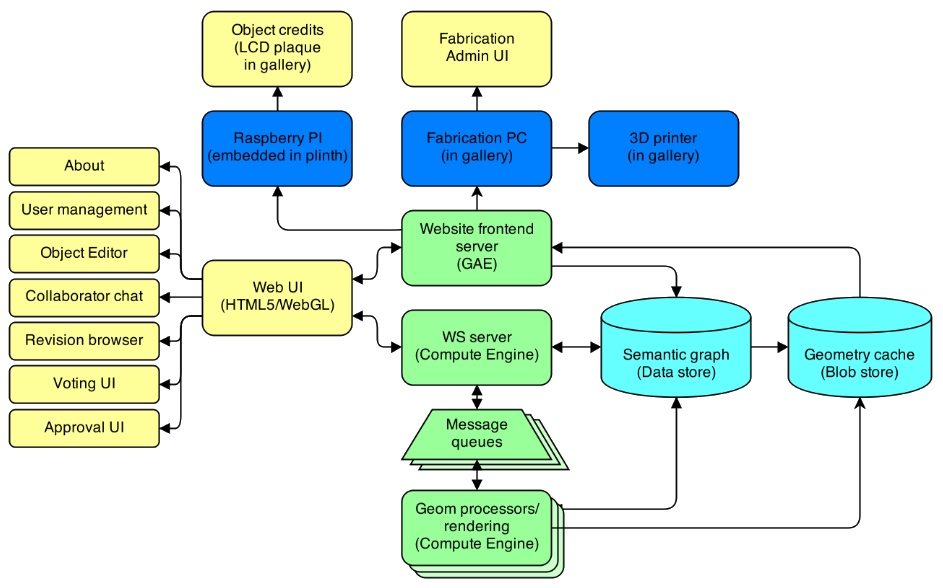 Object credits
(LCD plaque
in gallery)
Fabrication
Admin UI
Raspberry PI
(embedded in plinth)
Fabrication PC
(in gallery)
3D printer
(in gallery)
About
User management
Object Editor
Collaborator chat
Revision browser
Voting UI
Approval UI
Web UI
(HTML5/WebGL)
Website frontend
server
(GAE)
WS server
(Compute Engine)
Semantic graph
(Data store)
Geometry cache
(Blob store)
Message
queues
Geom processors/
rendering
(Compute Engine)